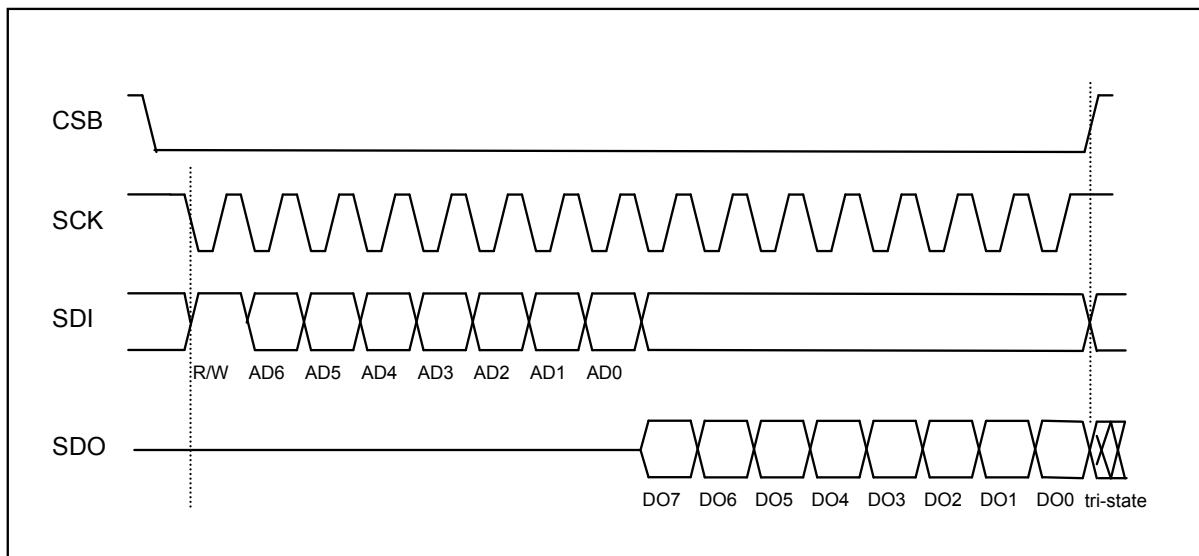 CSB
SCK
SDI
R/W AD6 AD5 AD4 AD3 AD2 AD1 AD0
SDO
DO7 DO6 DO5 DO4 DO3 DO2 DO1 DO0 tri-state